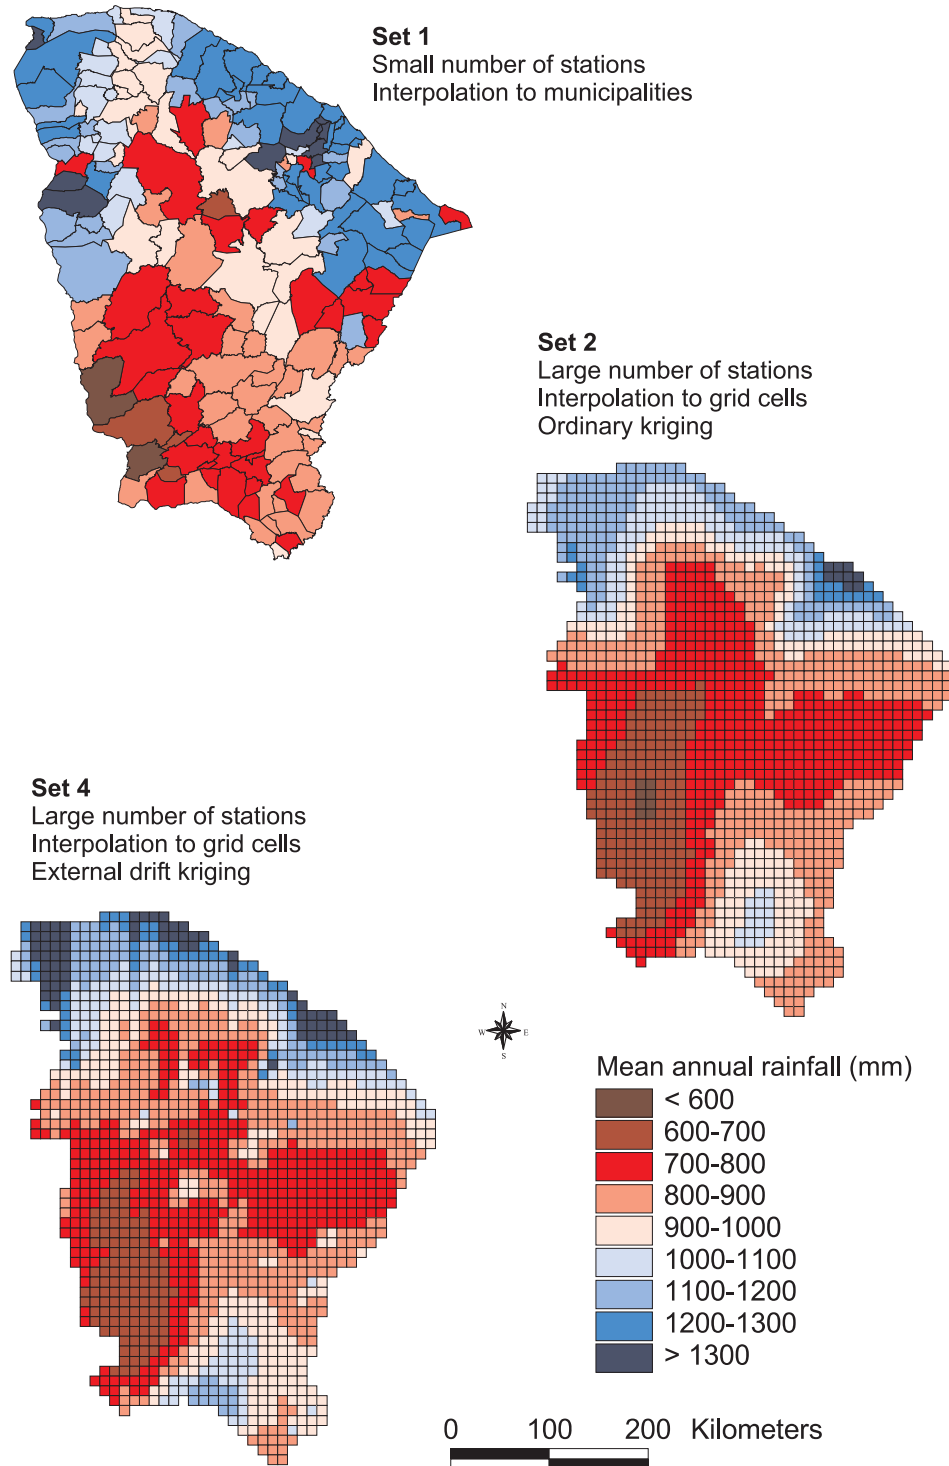 Set 1
Small number of stations
Interpolation to municipalities
Set 2
Large number of stations
Interpolation to grid cells
Ordinary kriging
Set 4
Large number of stations
Interpolation to grid cells
External drift kriging
N
W E
S
Mean annual rainfall (mm)
< 600
600-700
700-800
800-900
900-1000
1000-1100
1100-1200
1200-1300
> 1300
0 100 200 Kilometers